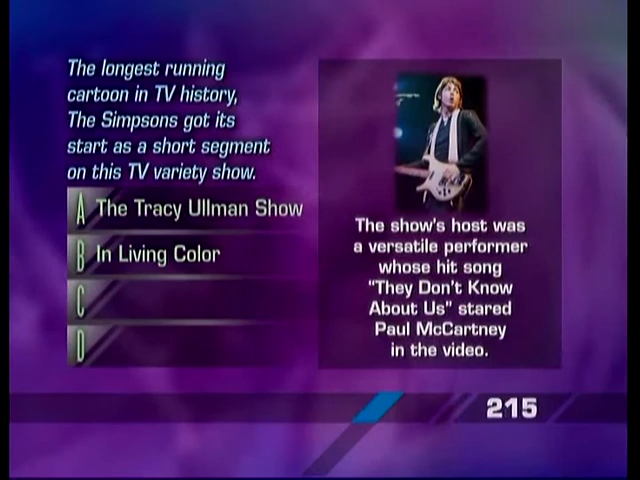 The longest running
cartoon in TV history,
The Simpsons got its
start as a short segment
on this TV variety show.
A The Tracy Ullman Show
B In Living Color
C
D
The show's host was
a versatile performer
whose hit song
"They Don't Know
About Us" stared
Paul McCartney
in the video.
215